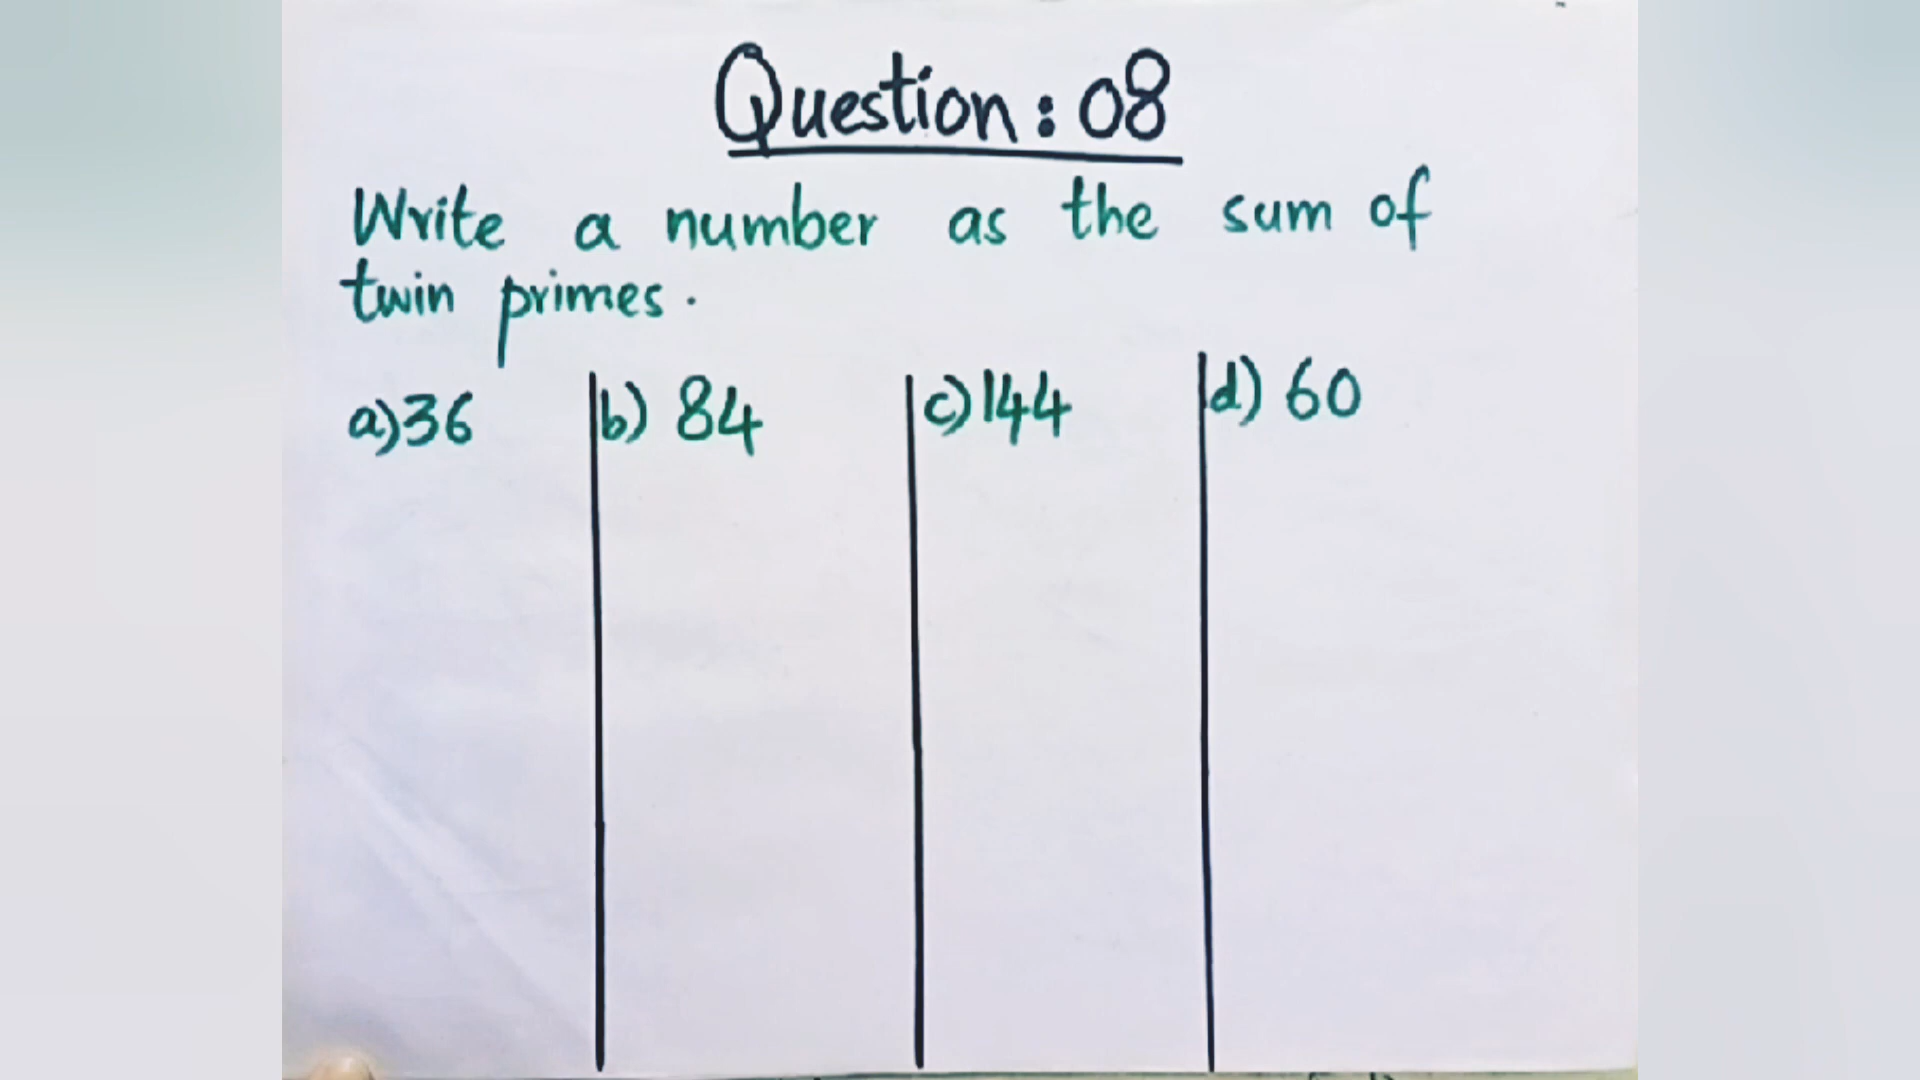 Question: 08
Write a number as the sum of
twin primes.
a) 36
b) 84
c) 144
d) 60